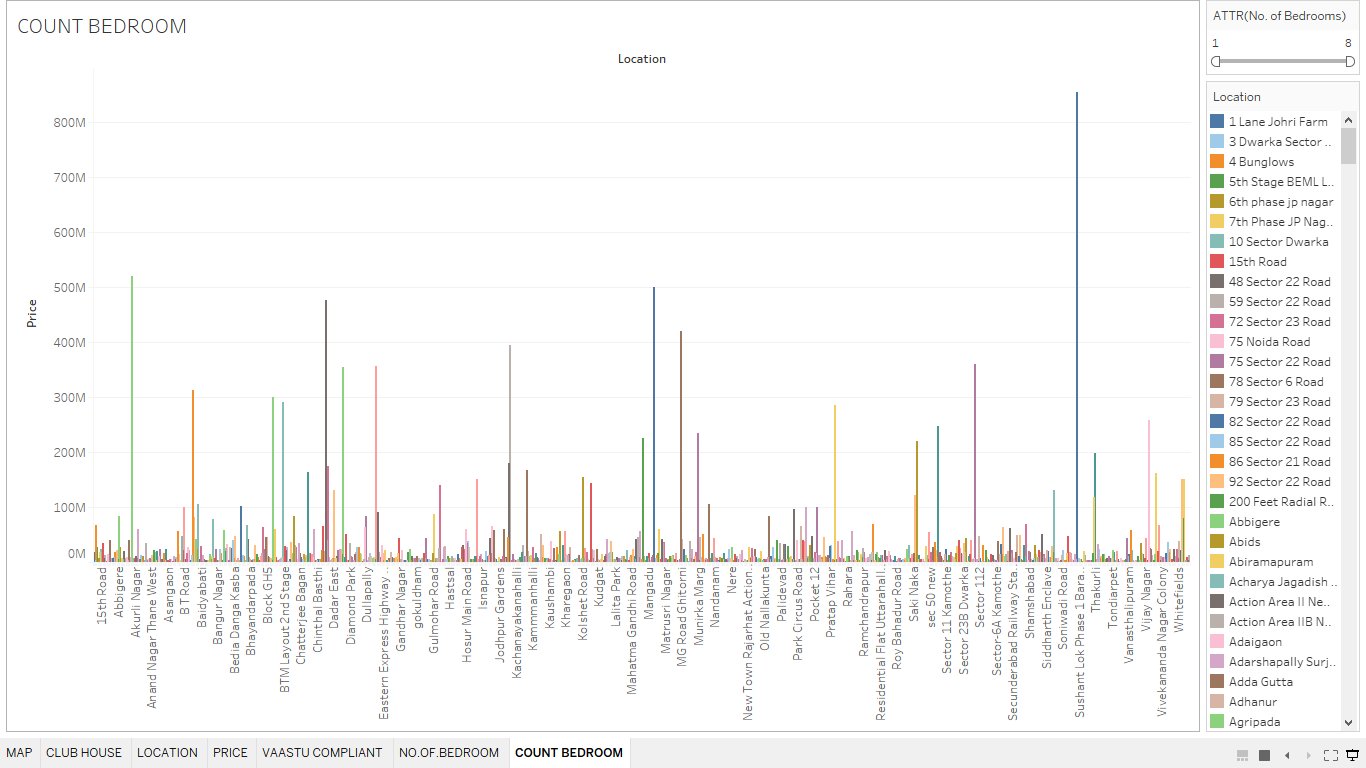 COUNT BEDROOM
Location
Price
800M
700M
600M
500M
400M
300M
200M
100M
0M
15th Road
Abbigere
Akurli Nagar
Anand Nagar Thane West
Asangaon
BT Road
Baidyabati
Bangur Nagar
Bedia Danga Kasba
Bhayandarpada
Block GHS
BTM Layout 2nd Stage
Chatterjee Bagan
Chinthal Basthi
Dadar East
Diamond Park
Dullapally
Eastern Express Highway..
Gandhar Nagar
gokuldham
Gulmohar Road
Hastsal
Hosur Main Road
Isnapur
Jodhpur Gardens
Kachanayakanahalli
Kammmanhalli
Kaushambi
Kharegaon
Kolshet Road
Kudgat
Lalita Park
Mahatma Gandhi Road
Mangadu
Matrusri Nagar
MG Road Ghitorni
Munirka Marg
Nandanam
Nere
New Town Rajarhat Action..
Old Nallakunta
Palidevad
Park Circus Road
Pocket 12
Pratap Vihar
Rahara
Ramchandrapur
Residential Flat Uttarahall..
Roy Bahadur Road
Saki Naka
sec 50 new
Sector 11 Kamothe
Sector 23B Dwarka
Sector 112
Sector-6A Kamothe
Secunderabad Railway Sta..
Shamshabad
Siddharth Enclave
Soniwadi Road
Sushant Lok Phase 1 Bara..
Thakurli
Tondiarpet
Vanasthalipuram
Vijay Nagar
Vivekananda Nagar Colony
Whitefields
ATTR(No. of Bedrooms)
1 8
Location
1 Lane Johri Farm
3 Dwarka Sector ..
4 Bunglows
5th Stage BEML L..
6th phase jp nagar
7th Phase JP Nag..
10 Sector Dwarka
15th Road
48 Sector 22 Road
59 Sector 22 Road
72 Sector 23 Road
75 Noida Road
75 Sector 22 Road
78 Sector 6 Road
79 Sector 23 Road
82 Sector 22 Road
85 Sector 22 Road
86 Sector 21 Road
92 Sector 22 Road
200 Feet Radial R..
Abbigere
Abids
Abiramapuram
Acharya Jagadish ..
Action Area II Ne..
Action Area IIB N..
Adaigaon
Adarshapally Surj..
Adda Gutta
Adhanur
Agripada
MAP CLUB HOUSE LOCATION PRICE VAASTU COMPLIANT NO.OF.BEDROOM COUNT BEDROOM